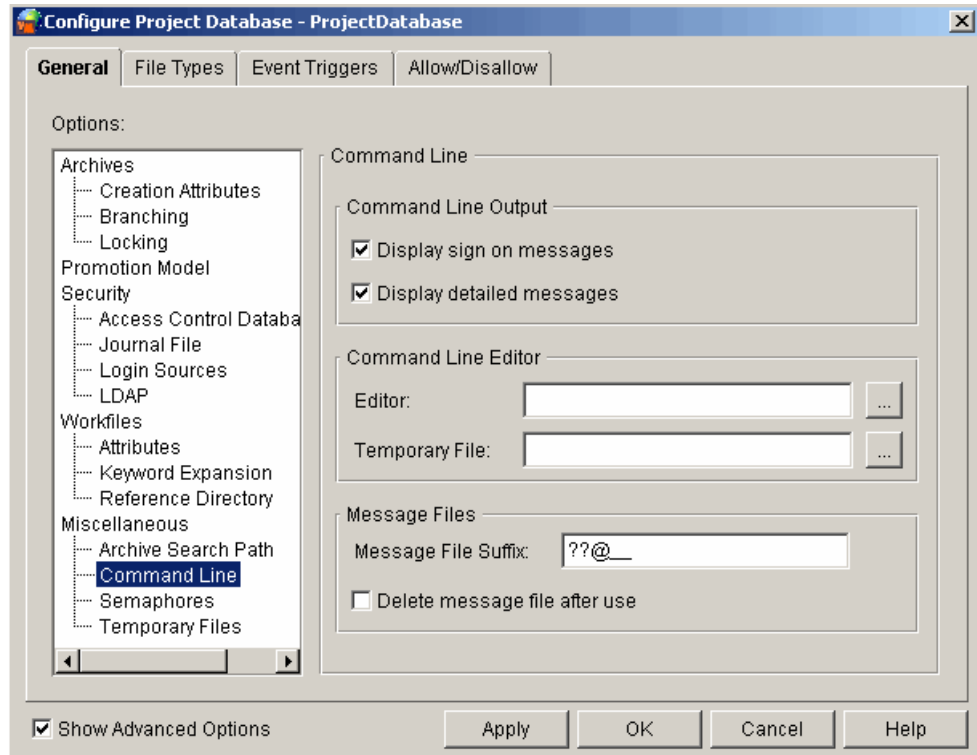 Configure Project Database - ProjectDatabase
General File Types Event Triggers Allow/Disallow
Options:
Archives
Creation Attributes
Branching
Locking
Promotion Model
Security
Access Control Databa
Journal File
Login Sources
LDAP
Workfiles
Attributes
Keyword Expansion
Reference Directory
Miscellaneous
Archive Search Path
Command Line
Semaphores
Temporary Files
Command Line
Command Line Output
Display sign on messages
Display detailed messages
Command Line Editor
Editor: ...
Temporary File: ...
Message Files
Message File Suffix: ??@__
Delete message file after use
Show Advanced Options Apply OK Cancel Help